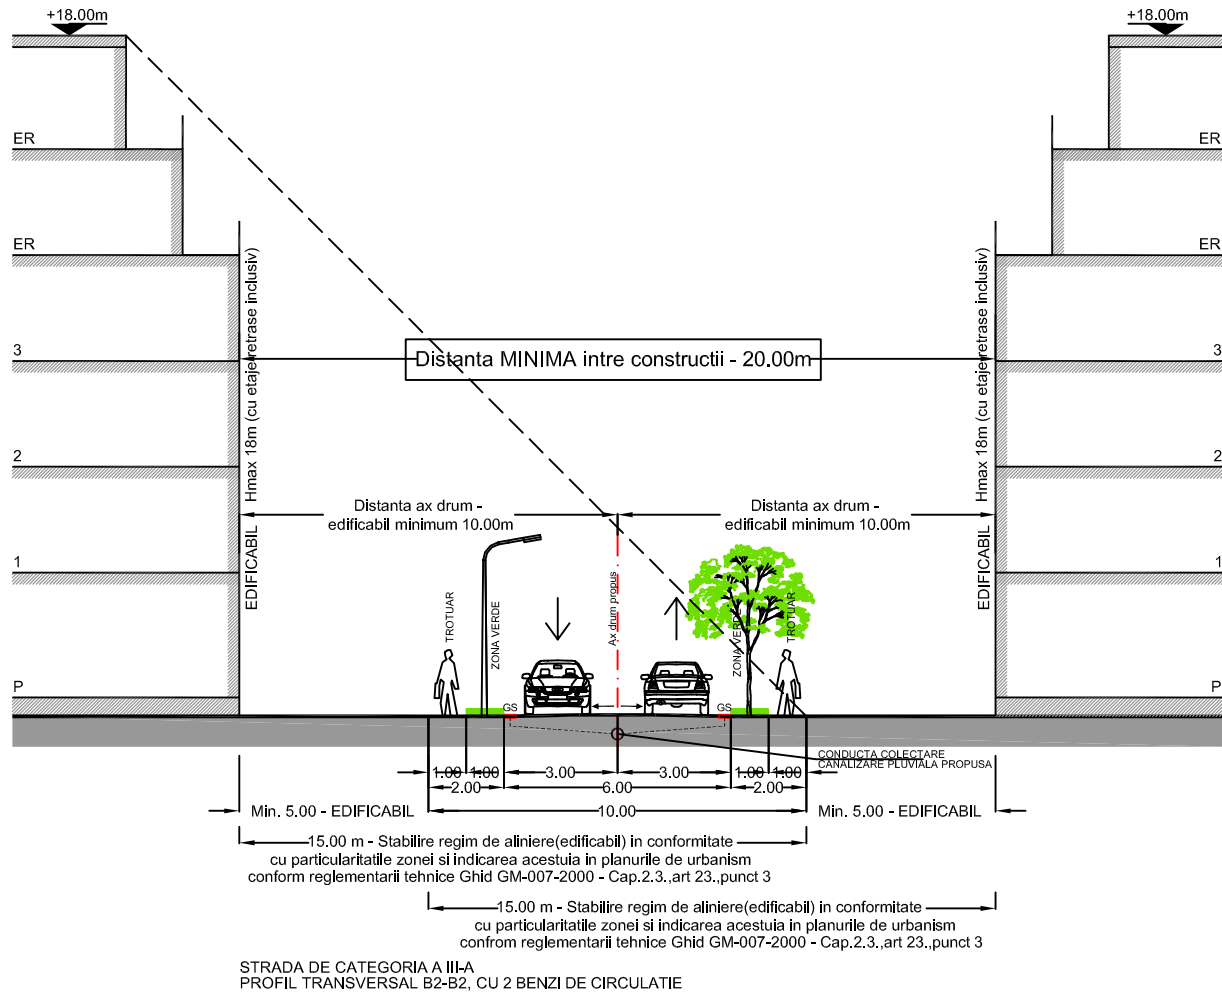 +18.00m
+18.00m
ER
ER
ER
ER
3
3
Distanta MINIMA intre constructii - 20.00m
EDIFICABIL Hmax 18m (cu etaje retrase inclusiv)
EDIFICABIL Hmax 18m (cu etaje retrase inclusiv)
2
2
Distanta ax drum -
edificabil minimum 10.00m
Distanta ax drum -
edificabil minimum 10.00m
1
1
TROTUAR
ZONA VERDE
Ax drum propus
ZONA VERDE
TROTUAR
P
P
GS
GS
CONDUCTA COLECTARE
CANALIZARE PLUVIALA PROPUSA
1.00
1.00
3.00
3.00
1.00
1.00
2.00
6.00
2.00
Min. 5.00 - EDIFICABIL
10.00
Min. 5.00 - EDIFICABIL
15.00 m - Stabilire regim de aliniere(edificabil) in conformitate
cu particularitatile zonei si indicarea acestuia in planurile de urbanism
conform reglementarii tehnice Ghid GM-007-2000 - Cap.2.3.,art 23.,punct 3
15.00 m - Stabilire regim de aliniere(edificabil) in conformitate
cu particularitatile zonei si indicarea acestuia in planurile de urbanism
confrom reglementarii tehnice Ghid GM-007-2000 - Cap.2.3.,art 23.,punct 3
STRADA DE CATEGORIA A III-A
PROFIL TRANSVERSAL B2-B2, CU 2 BENZI DE CIRCULATIE